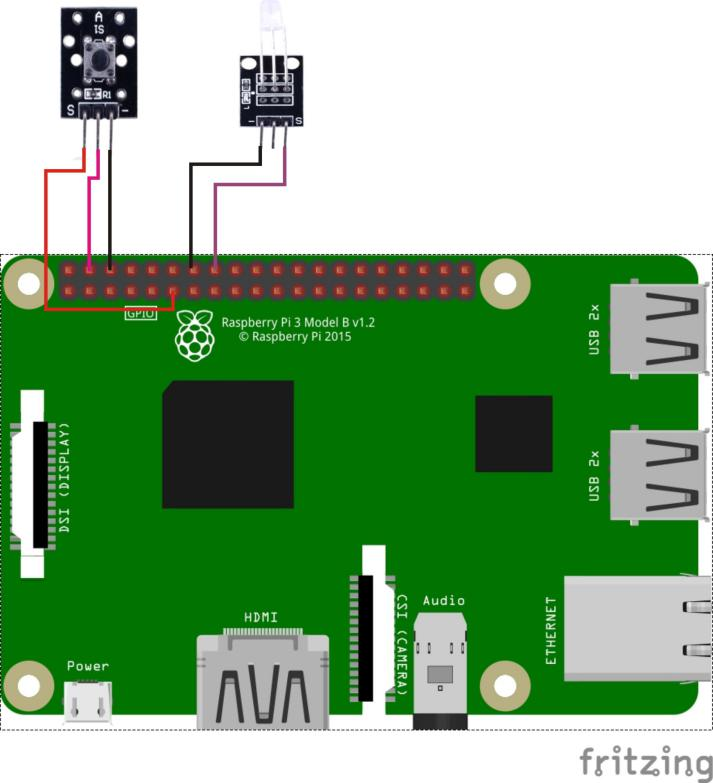 A
S1
R1
S
-
-
S
L
GPIO
Raspberry Pi 3 Model B v1.2
© Raspberry Pi 2015
USB 2x
DSI (DISPLAY)
USB 2x
HDMI
CSI (CAMERA)
Audio
ETHERNET
Power
fritzing